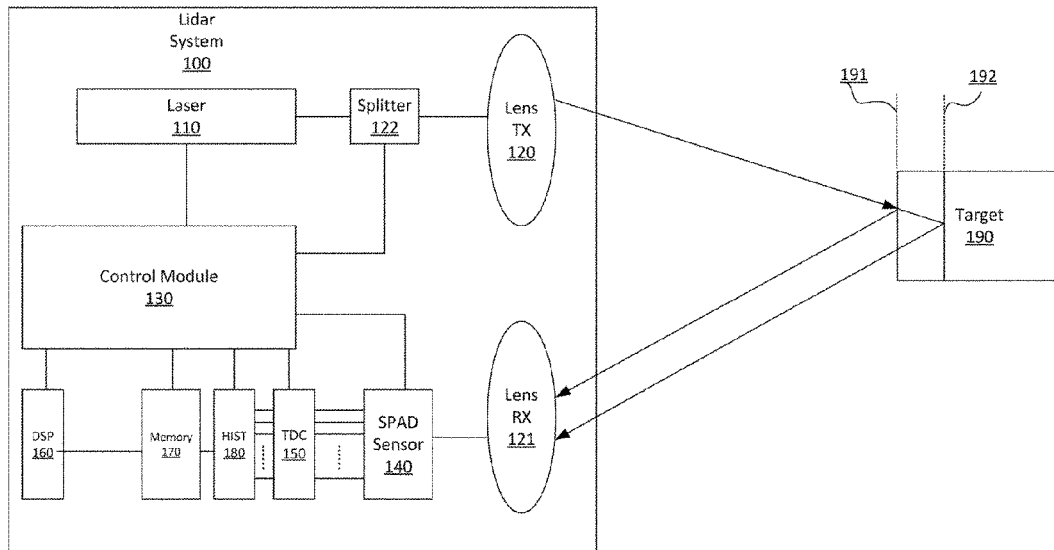 Lidar
System
100
Laser
110
Splitter
122
Lens
TX
120
191
192
Target
190
Control Module
130
DSP
160
Memory
170
HIST
180
TDC
150
SPAD
Sensor
140
Lens
RX
121